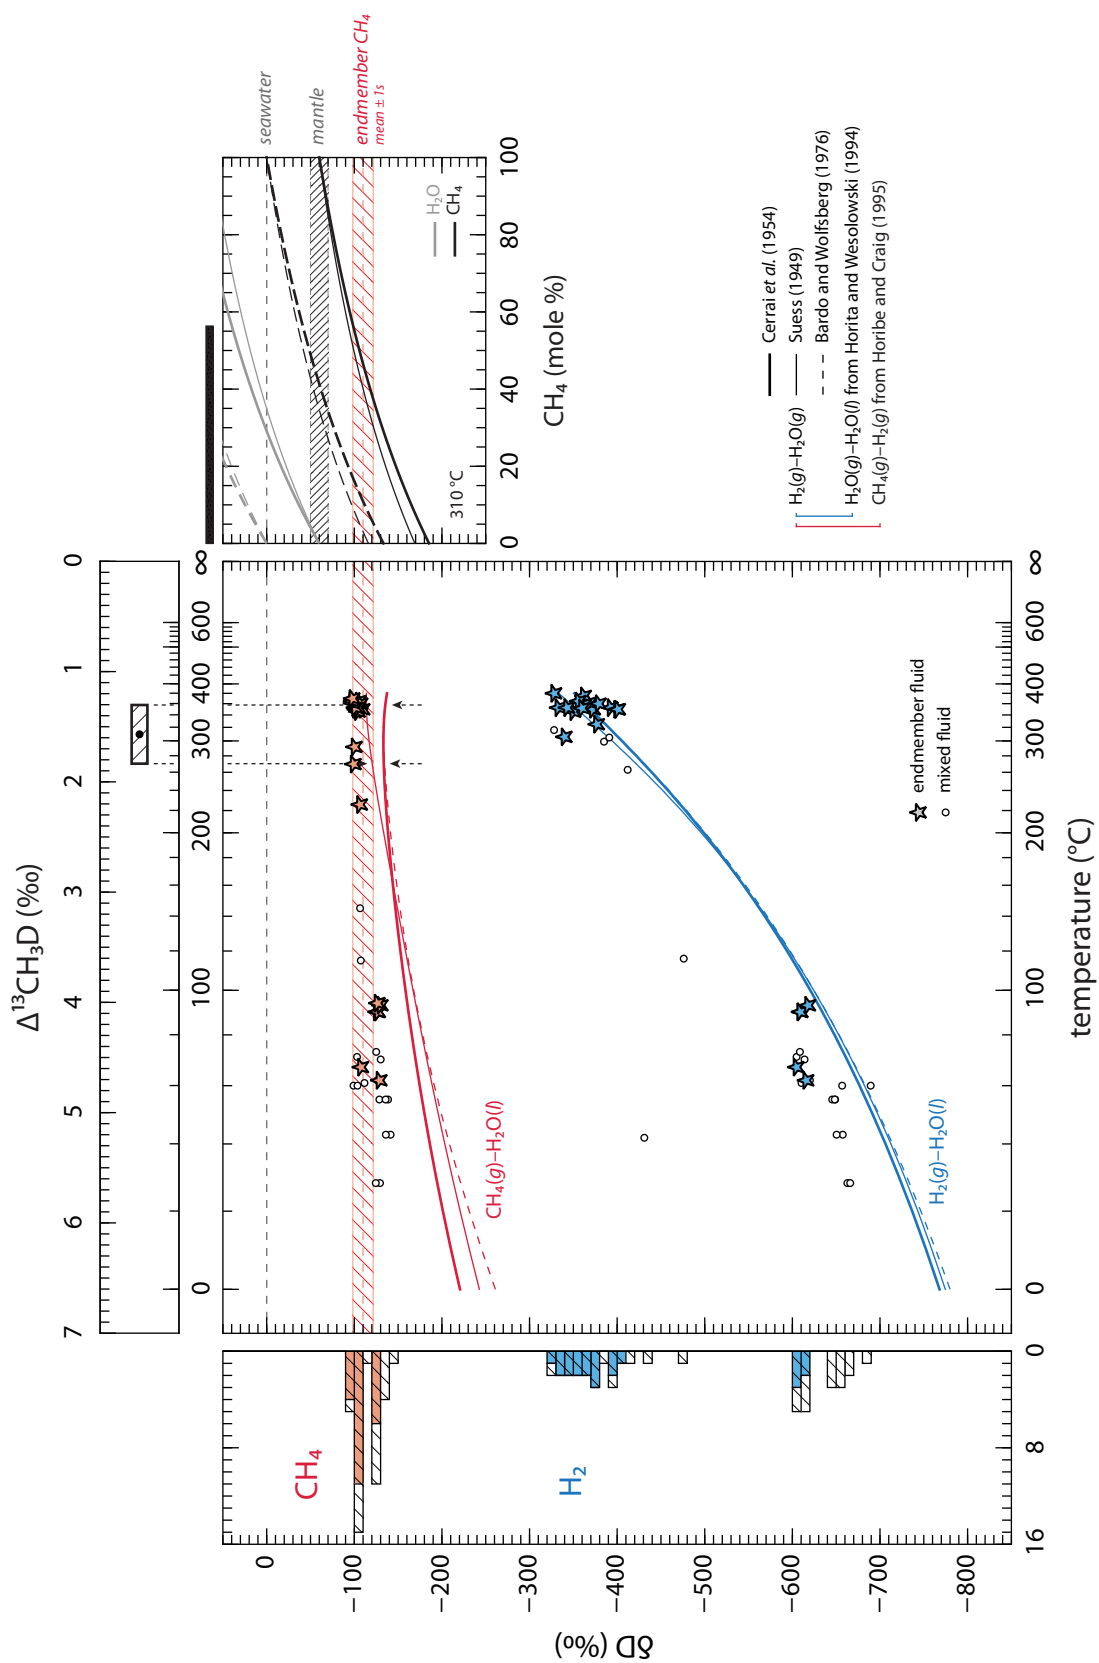 Δ¹³CH₃D (‰)
7
6
5
4
3
2
1
0
0
100
200
300
400
600
∞
seawater
mantle
endmember CH₄
mean ± 1s
H₂O
CH₄
310 °C
0
20
40
60
80
100
CH₄ (mole %)
CH₄
H₂
CH₄(g)–H₂O(l)
H₂(g)–H₂O(l)
endmember fluid
mixed fluid
0
−100
−200
−300
−400
−500
−600
−700
−800
δD (‰)
16
8
0
0
100
200
300
400
600
∞
temperature (°C)
Cerrai et al. (1954)
H₂(g)–H₂O(g)
Suess (1949)
Bardo and Wolfsberg (1976)
H₂O(g)–H₂O(l) from Horita and Wesolowski (1994)
CH₄(g)–H₂(g) from Horibe and Craig (1995)